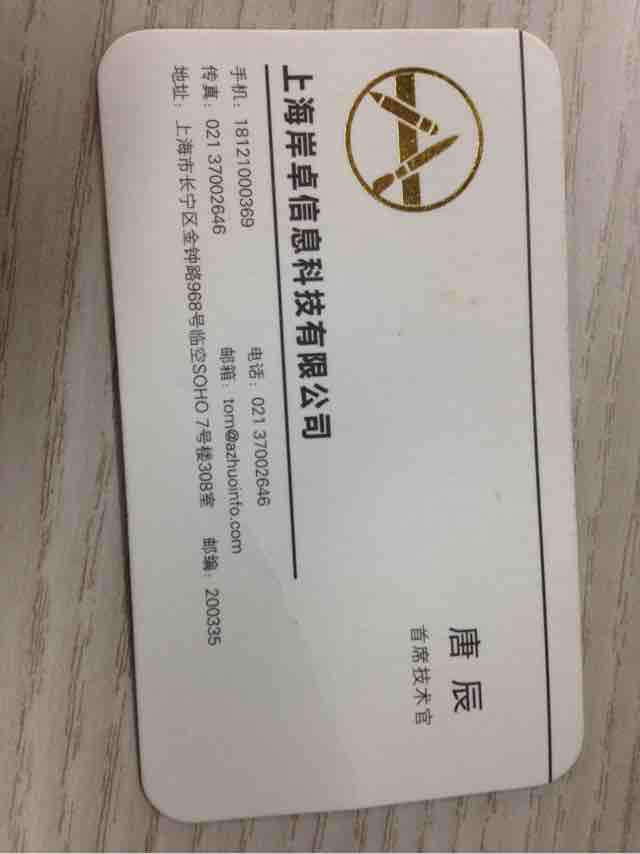 唐辰
首席技术官
上海岸卓信息科技有限公司
手机：18121000369 电话：021 37002646
传真：021 37002646 邮箱：tom@azhuoinfo.com
地址：上海市长宁区金钟路968号临空SOHO 7号楼308室 邮编：200335